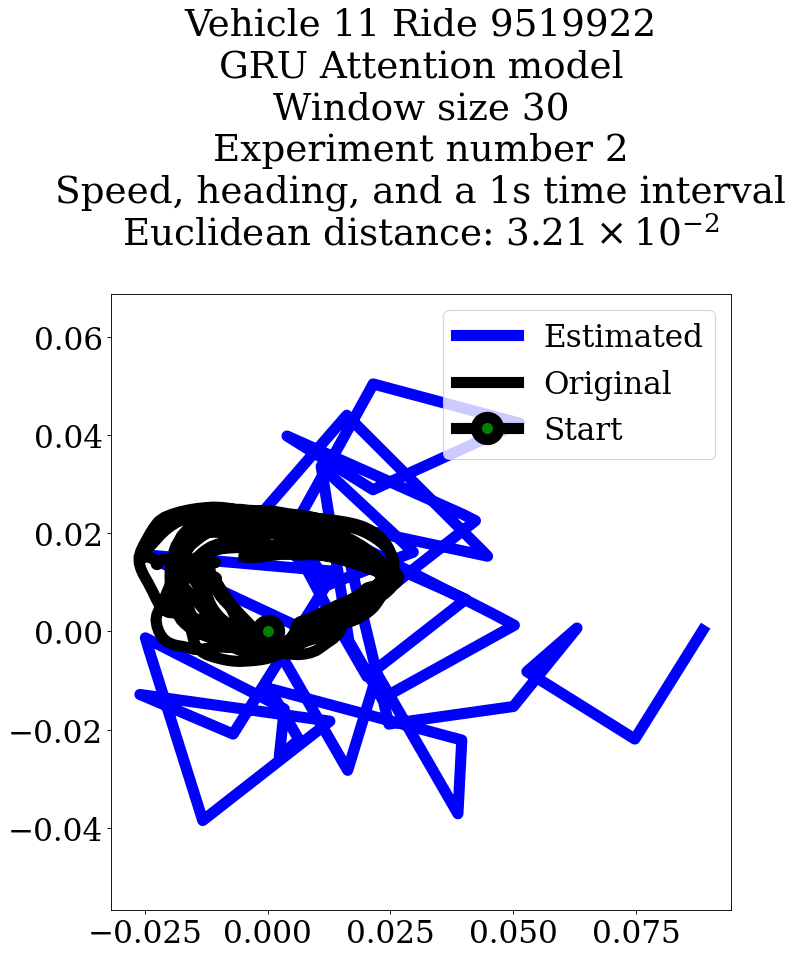 Vehicle 11 Ride 9519922
GRU Attention model
Window size 30
Experiment number 2
Speed, heading, and a 1s time interval
Euclidean distance: 3.21 × 10⁻²
Estimated
Original
Start
0.06
0.04
0.02
0.00
−0.02
−0.04
−0.025 0.000 0.025 0.050 0.075